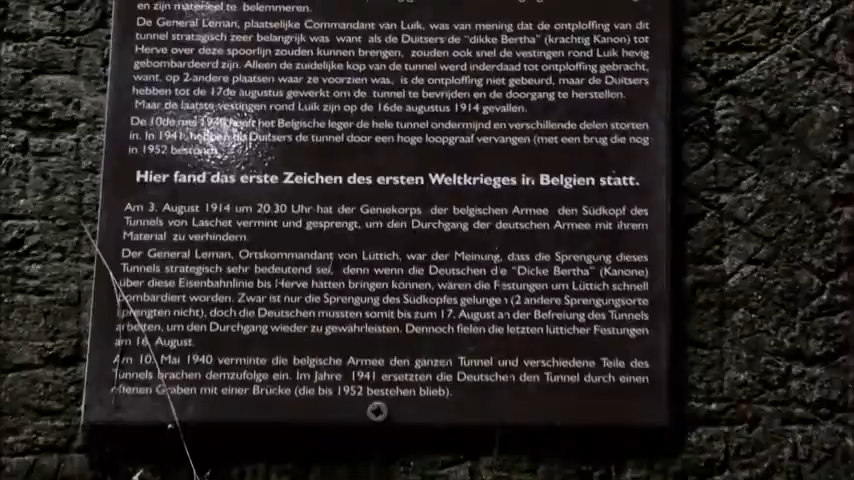 en zijn materieel te belemmeren.
De General Leman, plaatselijke Commandant van Luik, was van mening dat de ontploffing van dit
tunnel stratagisch zeer belangrijk was want als de Duitsers de "dikke Bertha" (krachtig Kanon) tot
Herve over deze spoorlijn zouden kunnen brengen, zouden ook snel de vestingen rond Luik hevig
gebombardeerd zijn. Alleen de zuidelijke kop van de tunnel werd inderdaad tot ontploffing gebracht,
want, op 2 andere plaatsen waar ze voorzien was, is de ontploffing niet gebeurd, maar de Duitsers
hebben tot de 17de augustus gewerkt om de tunnel te bevrijden en de doorgang te herstellen.
Maar de laatste vestingen rond Luik zijn op de 16de augustus 1914 gevallen.
De 10de mei 1940 heeft het Belgische leger de hele tunnel ondermijnd en verschillende delen storten
in. In 1941, hebben de Duitsers de tunnel door een hoge loopgraaf vervangen (met een brug die nog
in 1952 bestond
Hier fand das erste Zeichen des ersten Weltkrieges in Belgien statt.
Am 3. August 1914 um 20.30 Uhr hat der Geniekorps der belgischen Armee den Südkopf des
Tunnels von Laschet vermint und gesprengt, um den Durchgang der deutschen Armee mit ihrem
Material zu verhindern.
Der General Leman, Ortskommandant von Lüttich, war der Meinung, dass die Sprengung dieses
Tunnels strategisch sehr bedeutend sei, denn wenn die Deutschen die "Dicke Bertha" (Kanone)
über diese Eisenbahnlinie bis Herve hätten bringen können, wären die Festungen um Lüttich schnell
bombardiert worden. Zwar ist nur die Sprengung des Südkopfes gelungen (2 andere Sprengungsorte
sprengten nicht), doch die Deutschen mussten somit bis zum 17. August an der Befreiung des Tunnels
arbeiten, um den Durchgang wieder zu gewährleisten. Dennoch fielen die letzten lütticher Festungen
am 16. August.
Am 10. Mai 1940 verminte die belgische Armee den ganzen Tunnel und verschiedene Teile des
Tunnels brachen demzufolge ein. Im Jahre 1941 ersetzten die Deutschen den Tunnel durch einen
offenen Graben mit einer Brücke (die bis 1952 bestehen blieb).